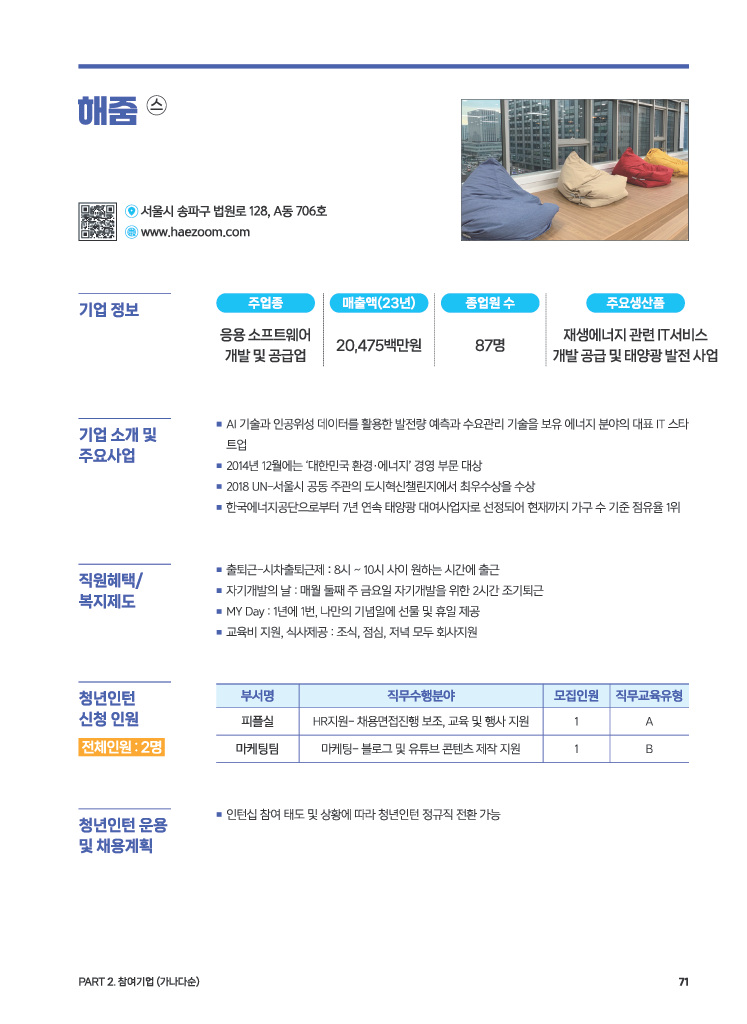 해줌 ㉦
서울시 송파구 법원로 128, A동 706호
www.haezoom.com
기업 정보
주업종
매출액(23년)
종업원 수
주요생산품
응용 소프트웨어
개발 및 공급업
20,475백만원
87명
재생에너지 관련 IT서비스
개발 공급 및 태양광 발전 사업
기업 소개 및
주요사업
■ AI 기술과 인공위성 데이터를 활용한 발전량 예측과 수요관리 기술을 보유 에너지 분야의 대표 IT 스타
트업
■ 2014년 12월에는 ‘대한민국 환경·에너지’ 경영 부문 대상
■ 2018 UN-서울시 공동 주관의 도시혁신챌린지에서 최우수상을 수상
■ 한국에너지공단으로부터 7년 연속 태양광 대여사업자로 선정되어 현재까지 가구 수 기준 점유율 1위
직원혜택/
복지제도
■ 출퇴근-시차출퇴근제 : 8시 ~ 10시 사이 원하는 시간에 출근
■ 자기개발의 날 : 매월 둘째 주 금요일 자기개발을 위한 2시간 조기퇴근
■ MY Day : 1년에 1번, 나만의 기념일에 선물 및 휴일 제공
■ 교육비 지원, 식사제공 : 조식, 점심, 저녁 모두 회사지원
청년인턴
신청 인원
전체인원 : 2명
부서명 직무수행분야 모집인원 직무교육유형
피플실 HR지원- 채용면접진행 보조, 교육 및 행사 지원 1 A
마케팅팀 마케팅- 블로그 및 유튜브 콘텐츠 제작 지원 1 B
청년인턴 운용
및 채용계획
■ 인턴십 참여 태도 및 상황에 따라 청년인턴 정규직 전환 가능
PART 2. 참여기업 (가나다순)
71